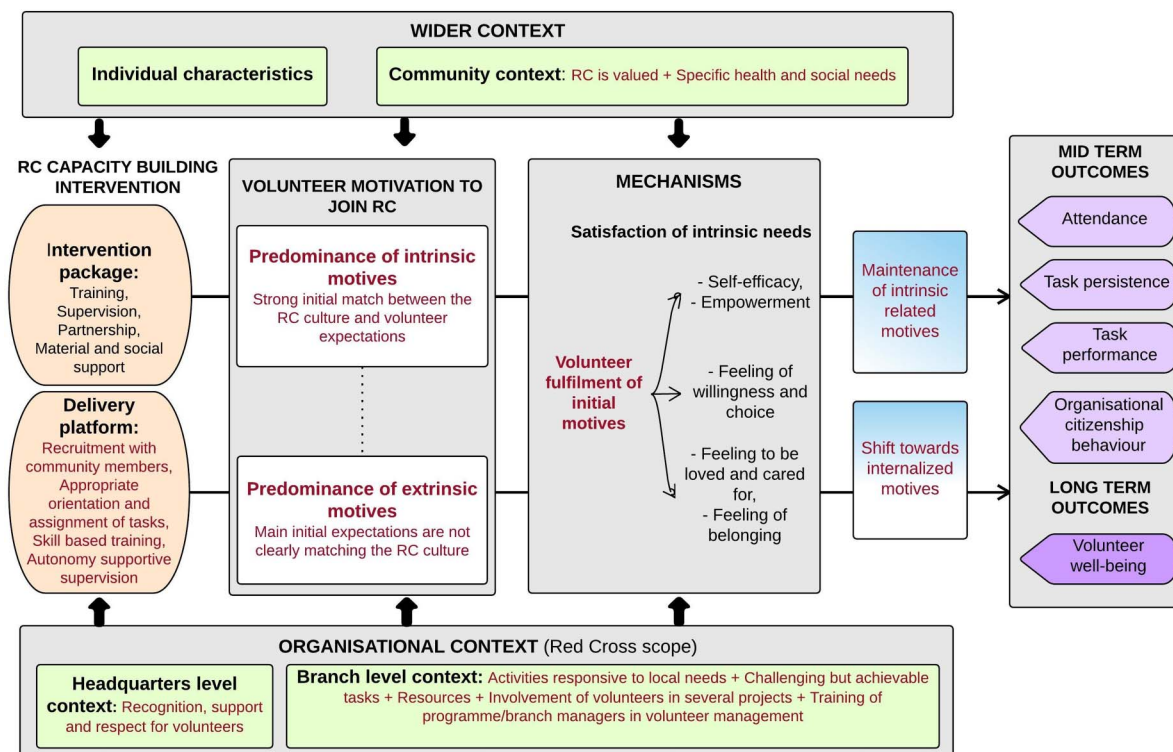 WIDER CONTEXT
Individual characteristics
Community context: RC is valued + Specific health and social needs
RC CAPACITY BUILDING
INTERVENTION
Intervention
package:
Training,
Supervision,
Partnership,
Material and social
support
Delivery
platform:
Recruitment with
community members,
Appropriate
orientation and
assignment of tasks,
Skill based training,
Autonomy supportive
supervision
VOLUNTEER MOTIVATION TO
JOIN RC
Predominance of intrinsic
motives
Strong initial match between the
RC culture and volunteer
expectations
Predominance of extrinsic
motives
Main initial expectations are not
clearly matching the RC culture
MECHANISMS
Satisfaction of intrinsic needs
Volunteer
fulfilment of
initial
motives
- Self-efficacy,
- Empowerment
- Feeling of
willingness and
choice
- Feeling to be
loved and cared
for,
- Feeling of
belonging
Maintenance
of intrinsic
related
motives
Shift towards
internalized
motives
MID TERM
OUTCOMES
Attendance
Task persistence
Task
performance
Organisational
citizenship
behaviour
LONG TERM
OUTCOMES
Volunteer
well-being
ORGANISATIONAL CONTEXT (Red Cross scope)
Headquarters level
context: Recognition, support
and respect for volunteers
Branch level context: Activities responsive to local needs + Challenging but achievable
tasks + Resources + Involvement of volunteers in several projects + Training of
programme/branch managers in volunteer management